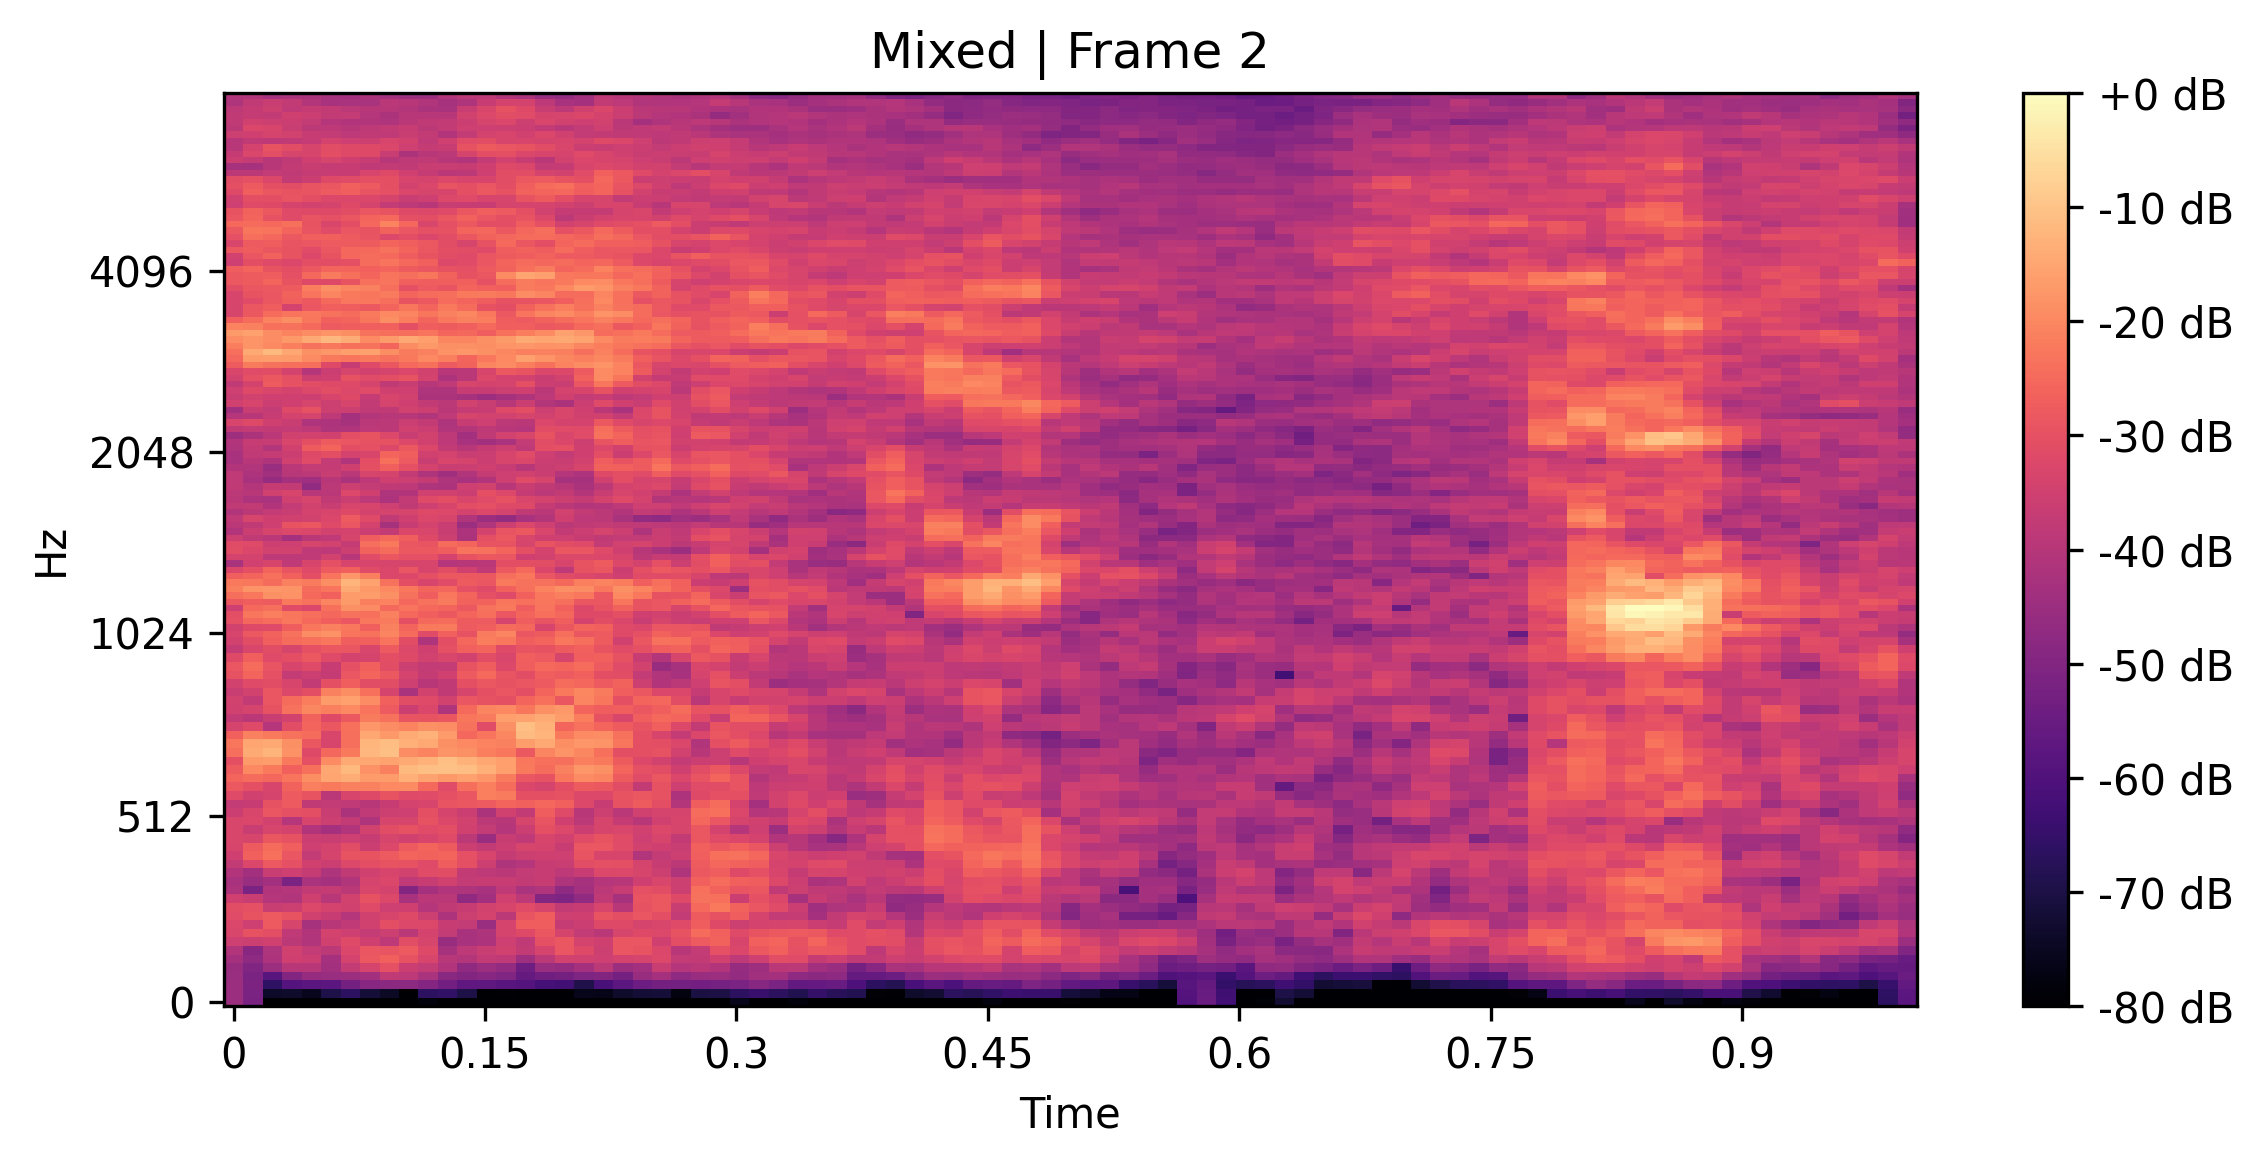 Mixed | Frame 2
Hz
4096
2048
1024
512
0
0 0.15 0.3 0.45 0.6 0.75 0.9
Time
+0 dB
-10 dB
-20 dB
-30 dB
-40 dB
-50 dB
-60 dB
-70 dB
-80 dB